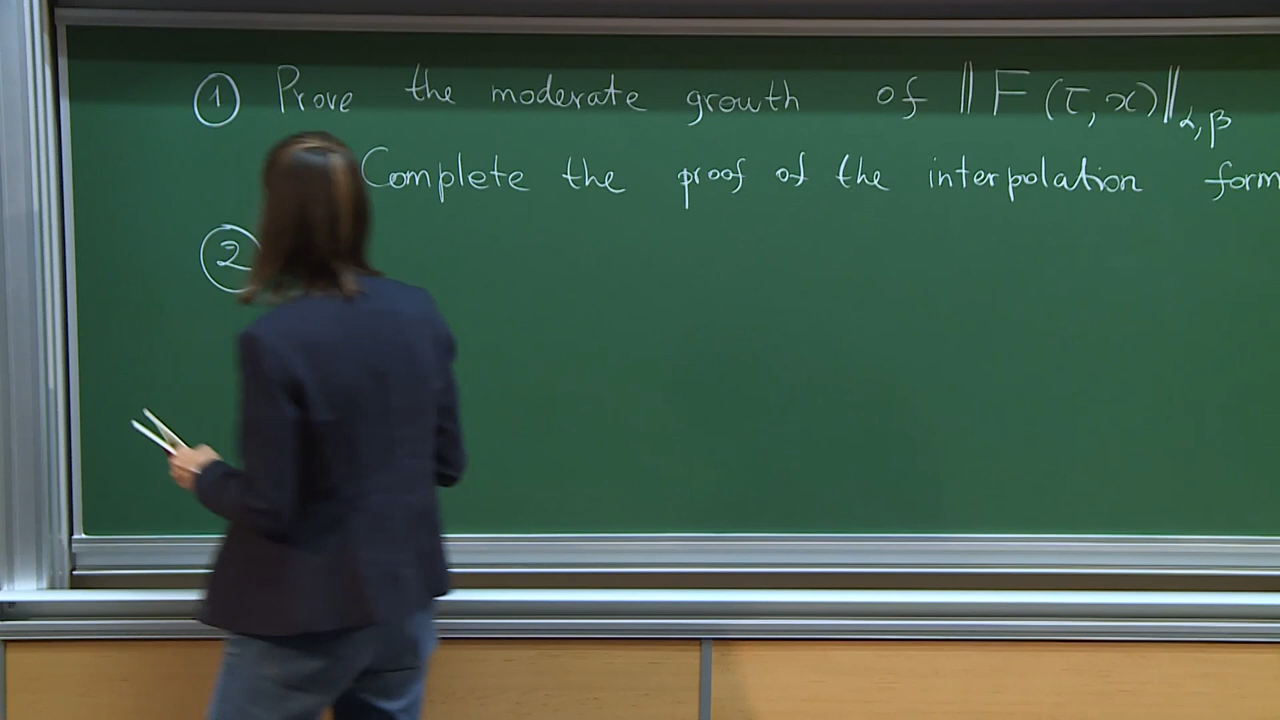 ① Prove the moderate growth of ‖F(τ,x)‖α,β
Complete the proof of the interpolation form
②